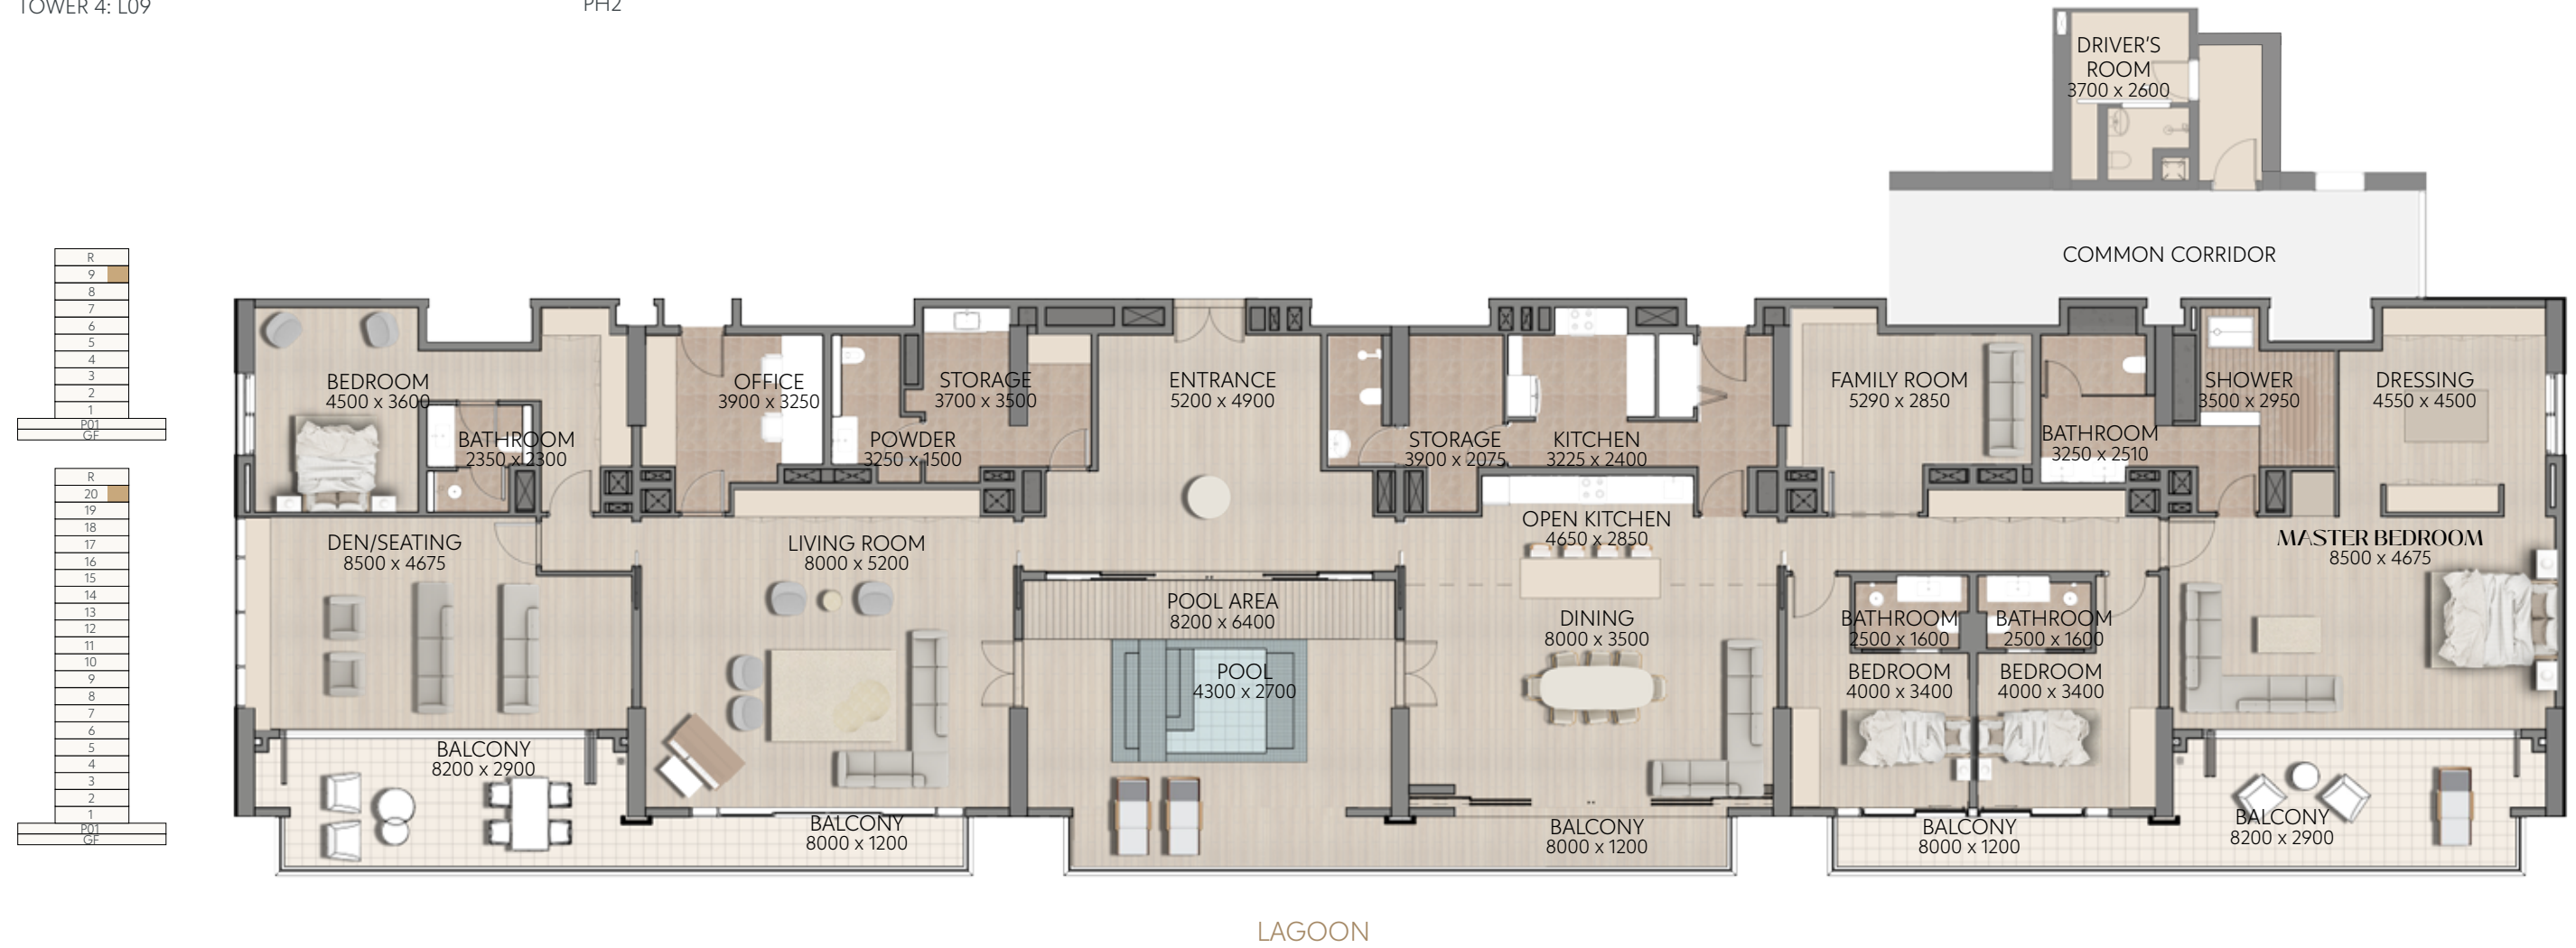 TOWER 4: L09
PH2
DRIVER'S
ROOM
3700 x 2600
COMMON CORRIDOR
R
9
8
7
6
5
4
3
2
1
P01
GF
R
20
19
18
17
16
15
14
13
12
11
10
9
8
7
6
5
4
3
2
1
P01
GF
BEDROOM
4500 x 3600
BATHROOM
2350 x 2300
OFFICE
3900 x 3250
POWDER
3250 x 1500
STORAGE
3700 x 3500
ENTRANCE
5200 x 4900
STORAGE
3900 x 2075
KITCHEN
3225 x 2400
FAMILY ROOM
5290 x 2850
BATHROOM
3250 x 2510
SHOWER
3500 x 2950
DRESSING
4550 x 4500
DEN/SEATING
8500 x 4675
LIVING ROOM
8000 x 5200
OPEN KITCHEN
4650 x 2850
MASTER BEDROOM
8500 x 4675
POOL AREA
8200 x 6400
DINING
8000 x 3500
BATHROOM
2500 x 1600
BATHROOM
2500 x 1600
POOL
4300 x 2700
BEDROOM
4000 x 3400
BEDROOM
4000 x 3400
BALCONY
8200 x 2900
BALCONY
8000 x 1200
BALCONY
8000 x 1200
BALCONY
8000 x 1200
BALCONY
8200 x 2900
LAGOON